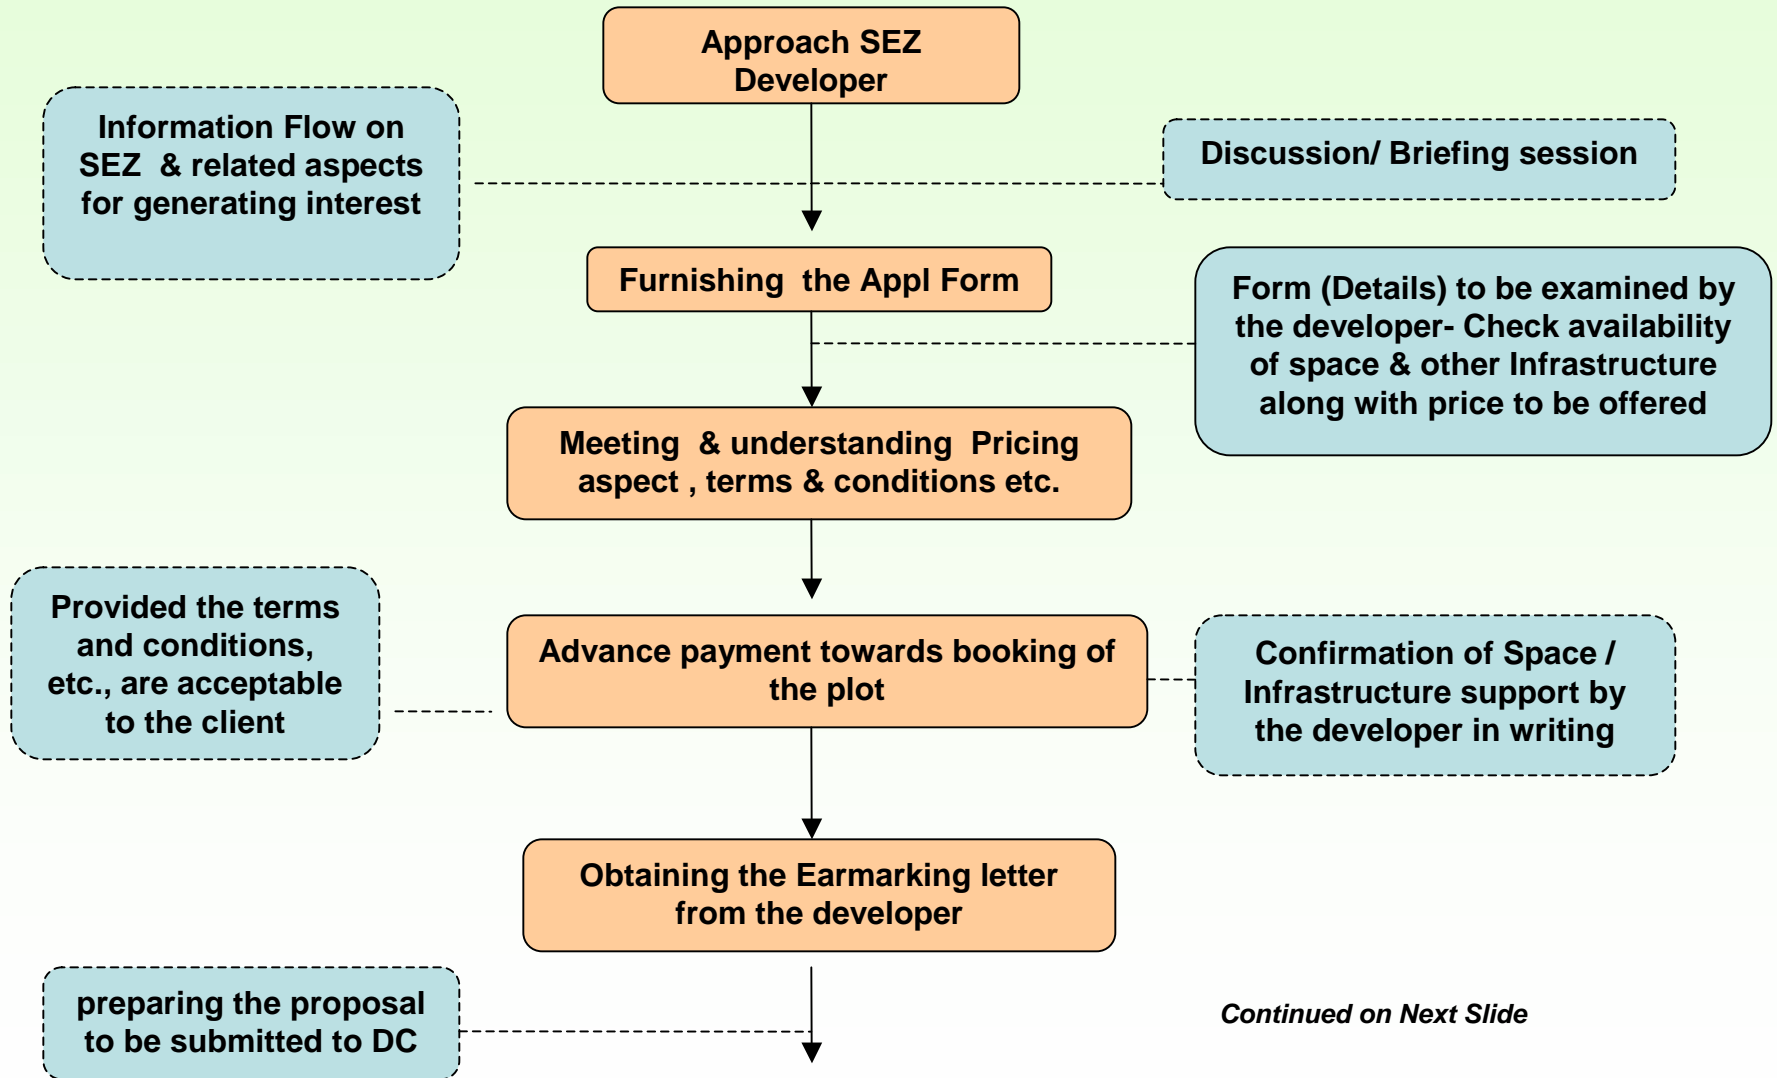 Approach SEZ
Developer
Information Flow on
SEZ & related aspects
for generating interest
Discussion/ Briefing session
Furnishing the Appl Form
Form (Details) to be examined by
the developer- Check availability
of space & other Infrastructure
along with price to be offered
Meeting & understanding Pricing
aspect , terms & conditions etc.
Provided the terms
and conditions,
etc., are acceptable
to the client
Advance payment towards booking of
the plot
Confirmation of Space /
Infrastructure support by
the developer in writing
Obtaining the Earmarking letter
from the developer
preparing the proposal
to be submitted to DC
Continued on Next Slide